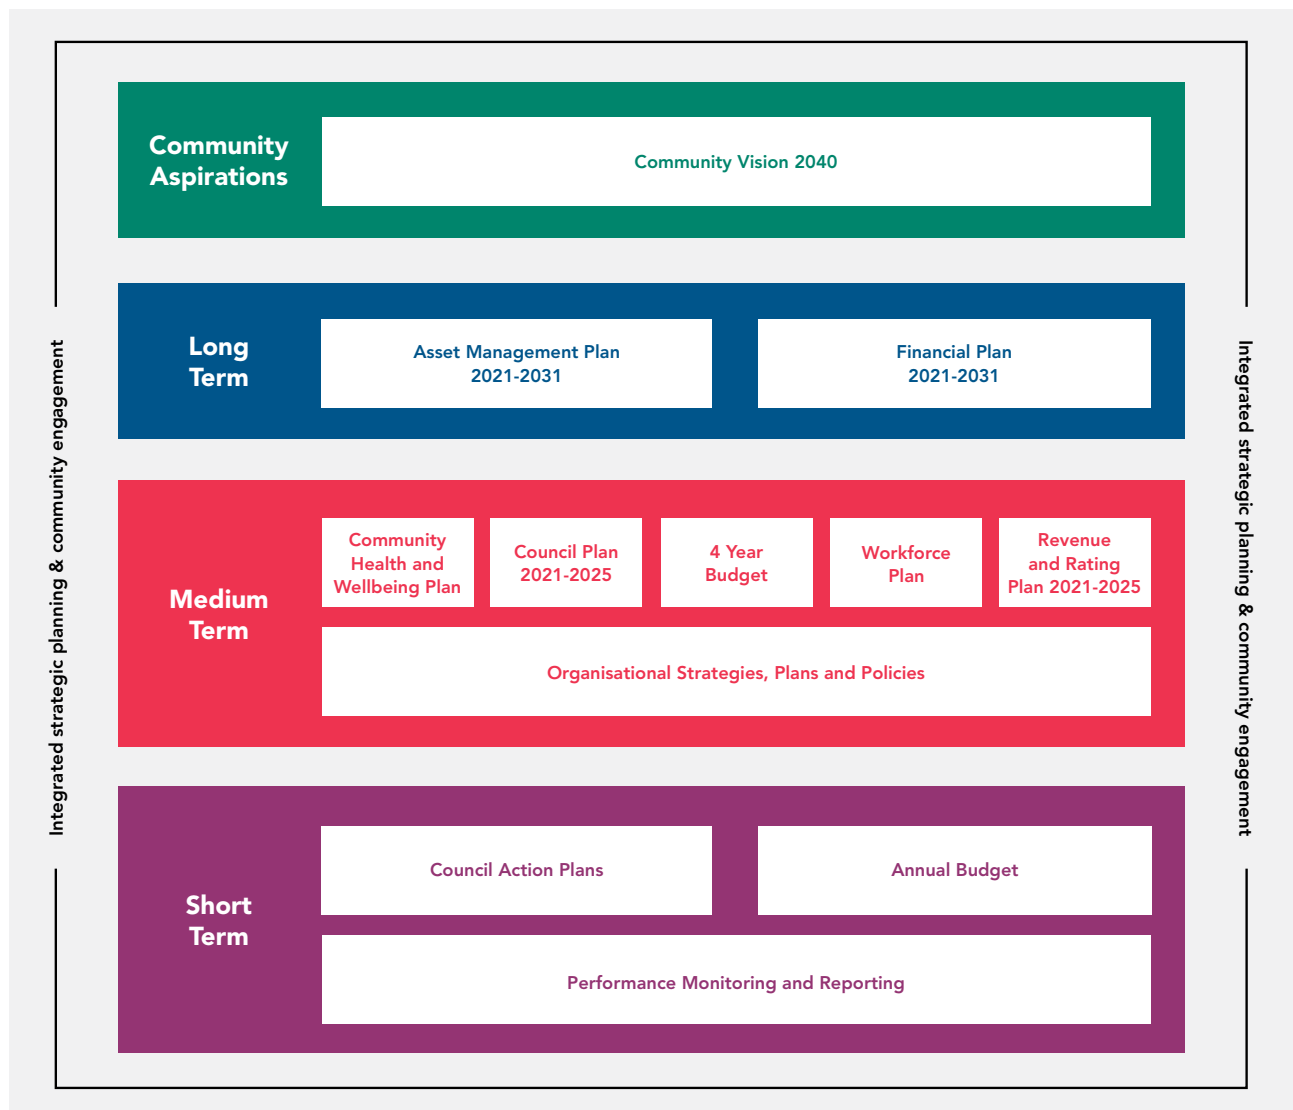 Community
Aspirations
Community Vision 2040
Long
Term
Asset Management Plan
2021-2031
Financial Plan
2021-2031
Medium
Term
Community
Health and
Wellbeing Plan
Council Plan
2021-2025
4 Year
Budget
Workforce
Plan
Revenue
and Rating
Plan 2021-2025
Organisational Strategies, Plans and Policies
Short
Term
Council Action Plans
Annual Budget
Performance Monitoring and Reporting
Integrated strategic planning & community engagement
Integrated strategic planning & community engagement